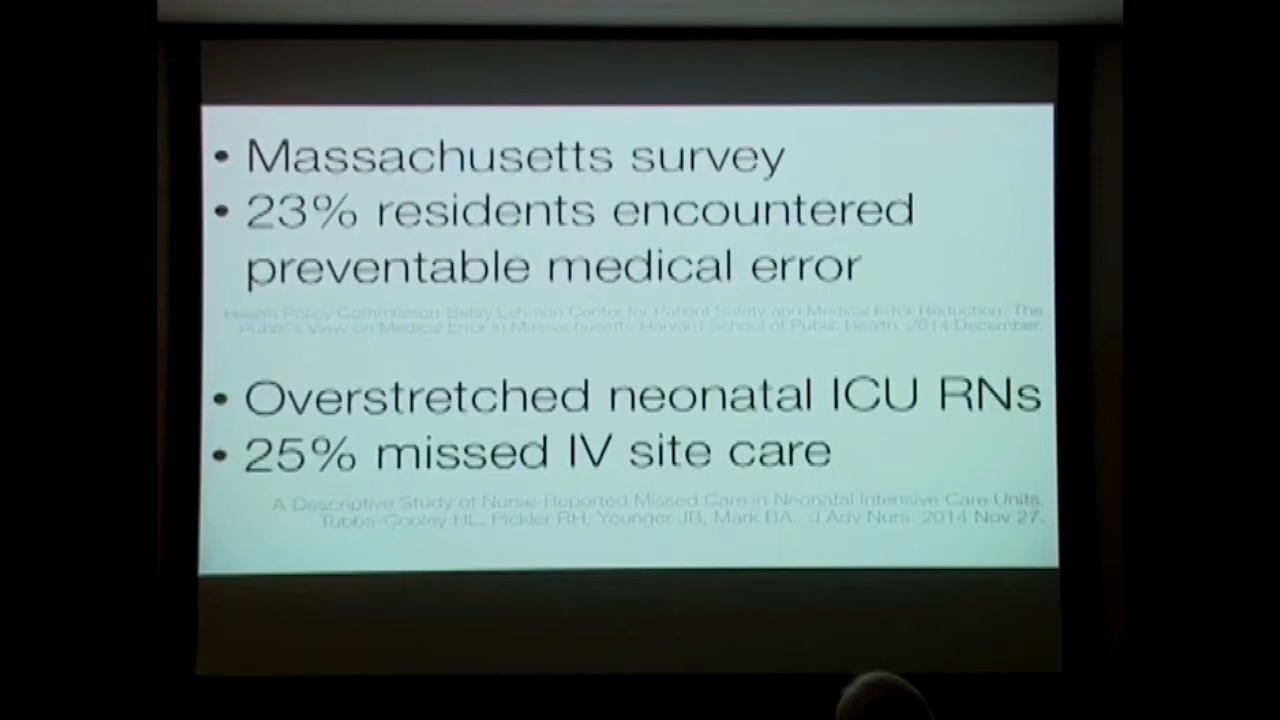 • Massachusetts survey
• 23% residents encountered
preventable medical error
Health Policy Commission-Betsy Lehman Center for Patient Safety and Medical Error Reduction. The
Public's View on Medical Error in Massachusetts. Harvard School of Public Health. 2014 December.
• Overstretched neonatal ICU RNs
• 25% missed IV site care
A Descriptive Study of Nurse-Reported Missed Care in Neonatal Intensive Care Units.
Tubbs-Cooley HL, Pickler RH, Younger JB, Mark BA. J Adv Nurs. 2014 Nov 27.